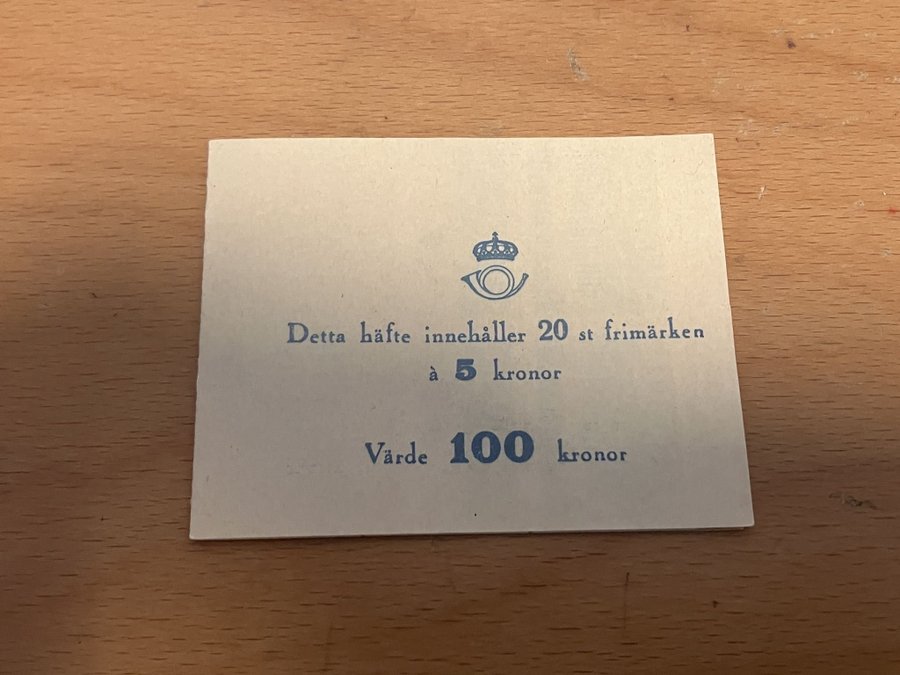 Detta häfte innehåller 20 st frimärken
à 5 kronor
Värde 100 kronor